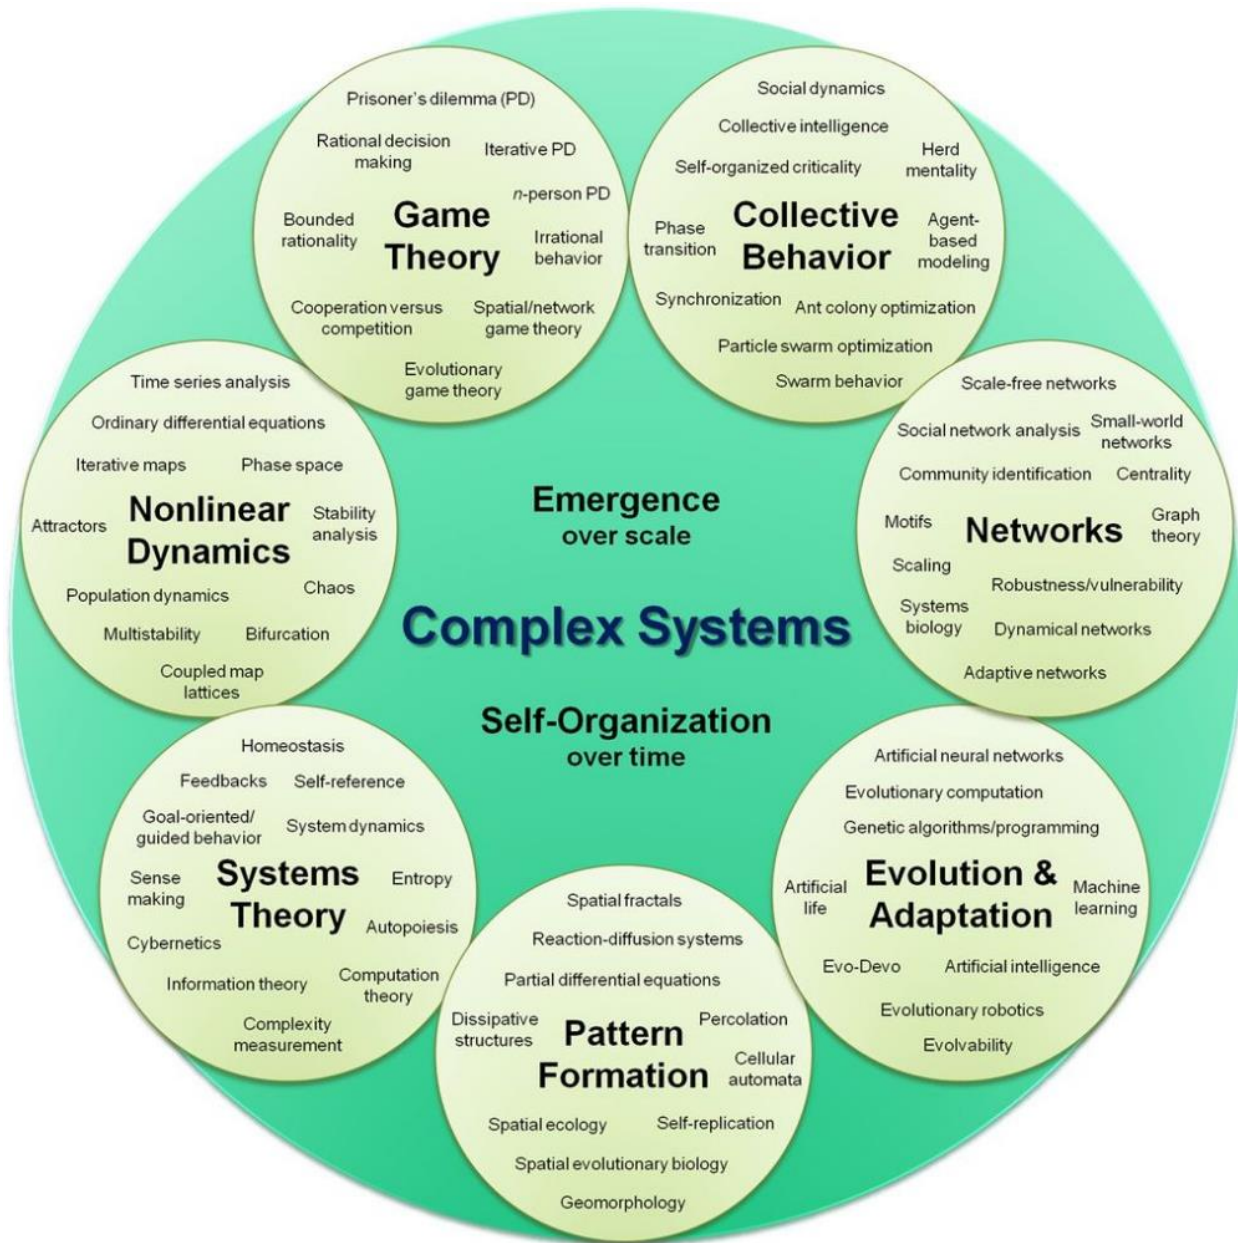 Prisoner's dilemma (PD)
Rational decision
making
Iterative PD
n-person PD
Bounded
rationality
Game
Theory
Irrational
behavior
Cooperation versus
competition
Spatial/network
game theory
Evolutionary
game theory
Social dynamics
Collective intelligence
Self-organized criticality
Herd
mentality
Phase
transition
Collective
Behavior
Agent-
based
modeling
Synchronization
Ant colony optimization
Particle swarm optimization
Swarm behavior
Time series analysis
Ordinary differential equations
Iterative maps
Phase space
Attractors
Nonlinear
Dynamics
Stability
analysis
Population dynamics
Chaos
Multistability
Bifurcation
Coupled map
lattices
Emergence
over scale
Complex Systems
Self-Organization
over time
Scale-free networks
Social network analysis
Small-world
networks
Community identification
Centrality
Motifs
Networks
Graph
theory
Scaling
Robustness/vulnerability
Systems
biology
Dynamical networks
Adaptive networks
Homeostasis
Feedbacks
Self-reference
Goal-oriented/
guided behavior
System dynamics
Sense
making
Systems
Theory
Entropy
Autopoiesis
Cybernetics
Information theory
Computation
theory
Complexity
measurement
Spatial fractals
Reaction-diffusion systems
Partial differential equations
Dissipative
structures
Pattern
Formation
Percolation
Cellular
automata
Spatial ecology
Self-replication
Spatial evolutionary biology
Geomorphology
Artificial neural networks
Evolutionary computation
Genetic algorithms/programming
Artificial
life
Evolution &
Adaptation
Machine
learning
Evo-Devo
Artificial intelligence
Evolutionary robotics
Evolvability